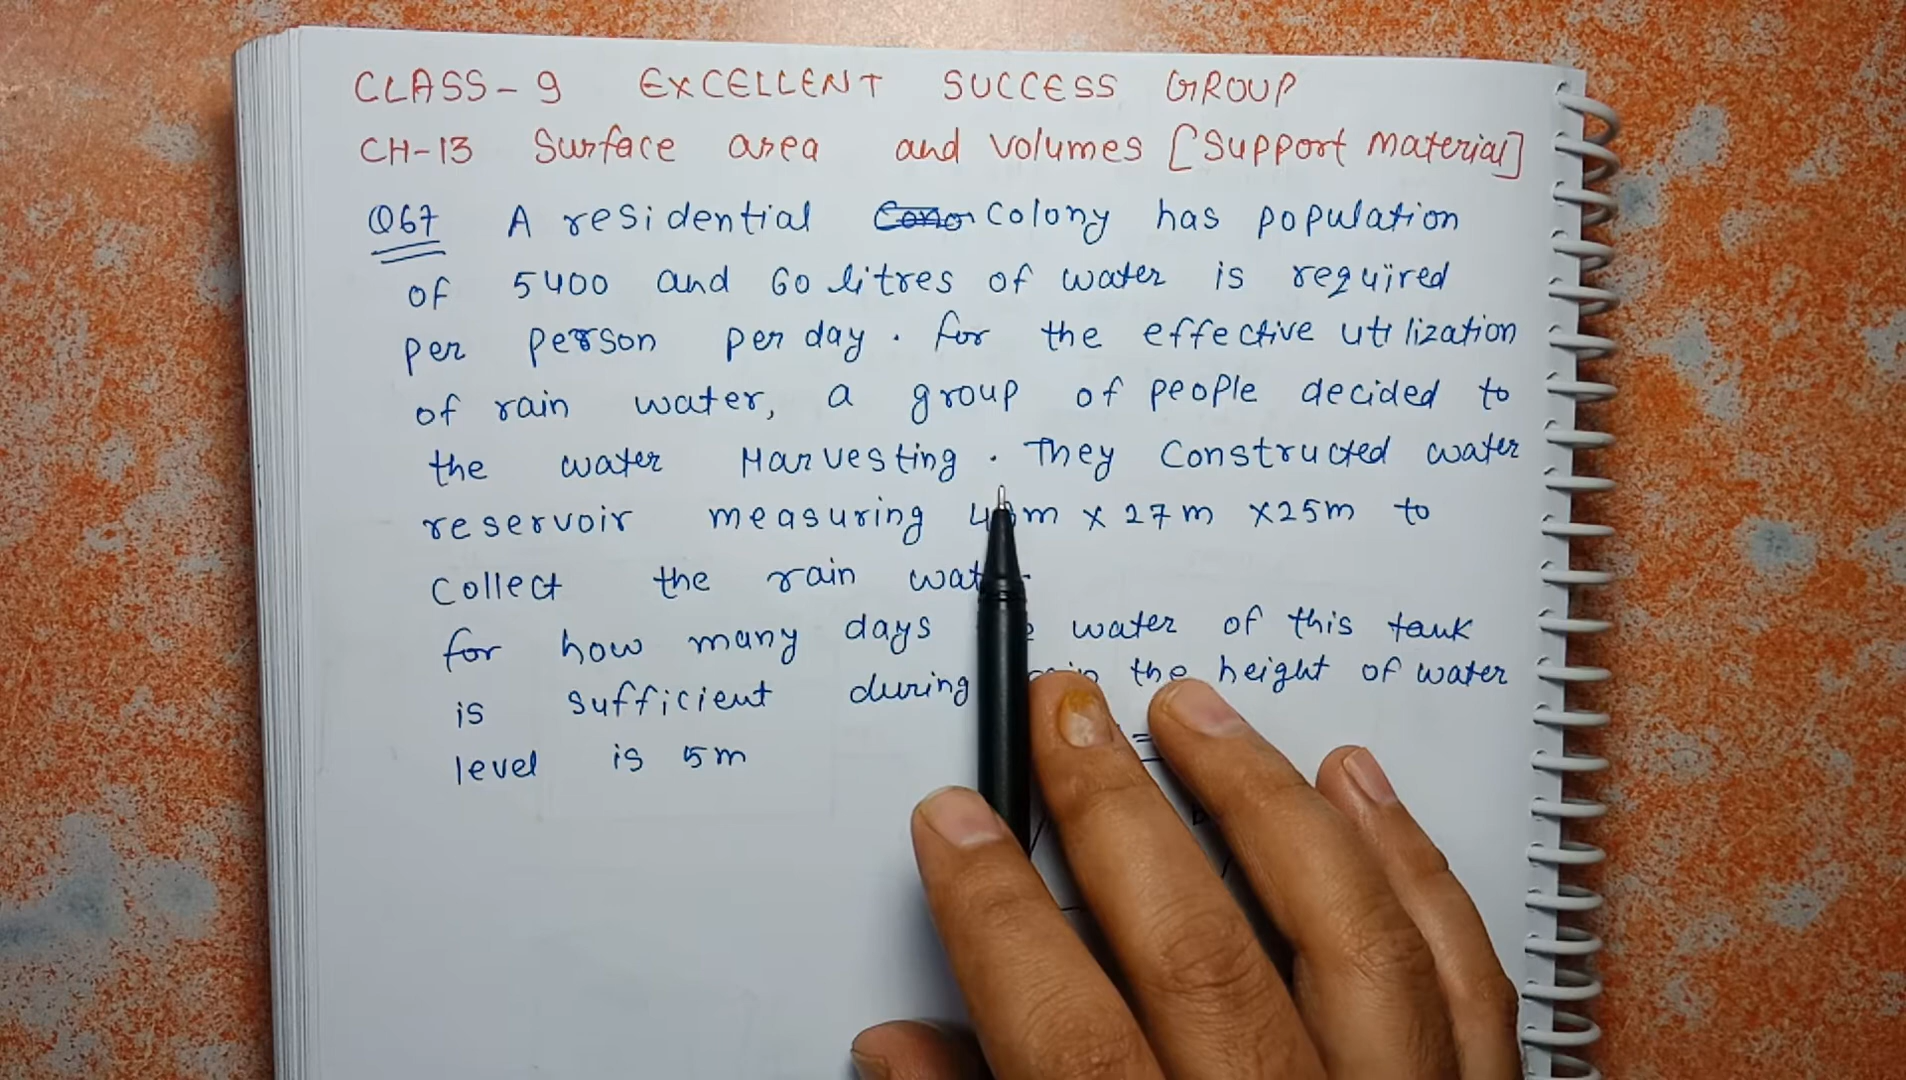 CLASS-9 EXCELLENT SUCCESS GROUP
CH-13 Surface area and volumes [Support Material]
Q67 A residential Colony has population
of 5400 and 60 litres of water is required
per person per day. for the effective utilization
of rain water, a group of people decided to
the water Harvesting. They Constructed water
reservoir measuring m x 27m x25m to
Collect the rain
for how many days water of this tank
is sufficient during the height of water
level is 5m